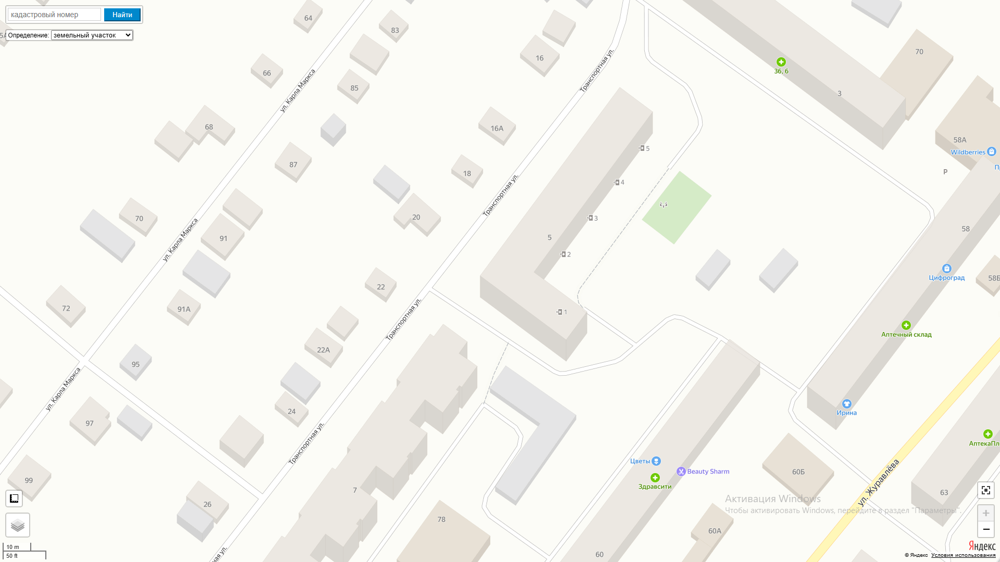 кадастровый номер
Найти
Определение:
земельный участок
5А
64
83
66
16
85
68
16А
87
18
70
20
91
22
72
91А
22А
95
24
97
99
26
5
5
4
3
2
1
7
78
36, 6
70
3
58А
Wildberries
P
58
Цифроград
58Б
Аптечный склад
Ирина
Цветы
Beauty Sharm
Здравсити
60Б
60А
60
63
ул. Карла Маркса
ул. Карла Маркса
ул. Карла Маркса
Транспортная ул.
Транспортная ул.
Транспортная ул.
Транспортная ул.
ул. Журавлёва
Активация Windows
Чтобы активировать Windows, перейдите в раздел "Параметры".
+
−
10 m
50 ft
Яндекс
© Яндекс Условия использования